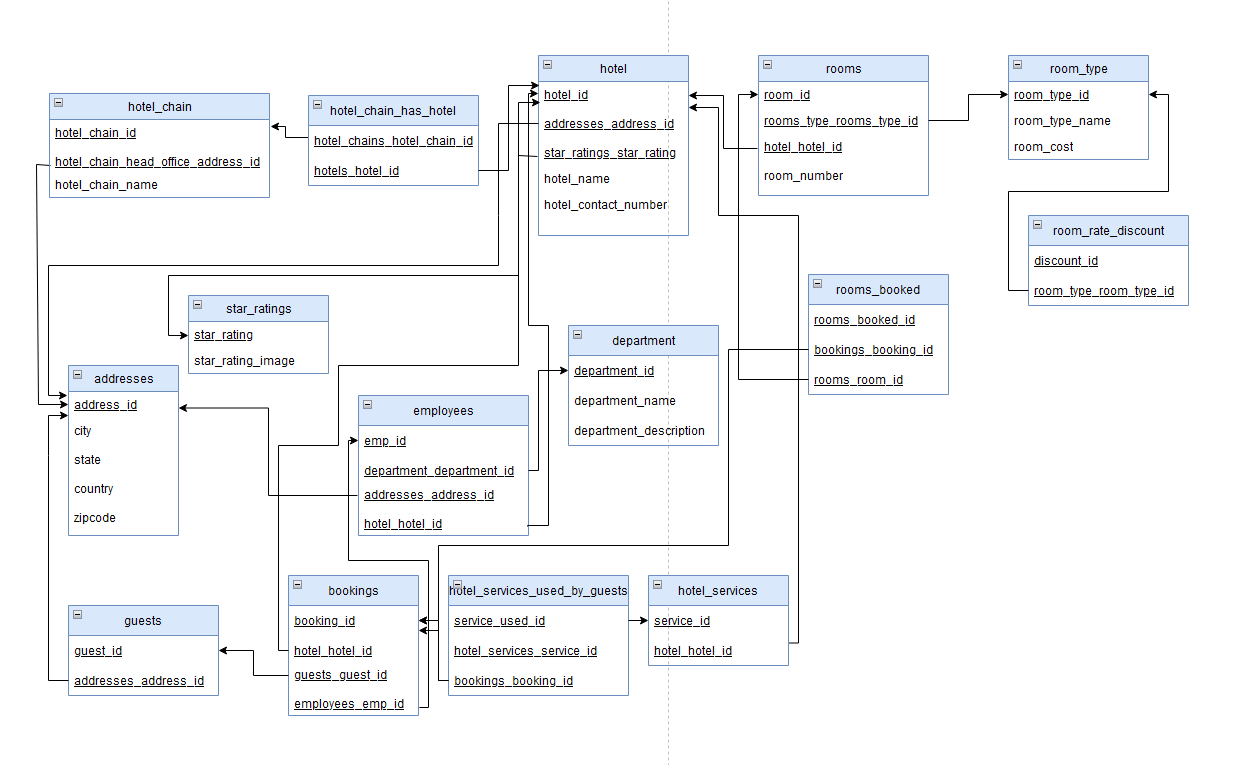 hotel_chain
hotel_chain_id
hotel_chain_head_office_address_id
hotel_chain_name
hotel_chain_has_hotel
hotel_chains_hotel_chain_id
hotels_hotel_id
hotel
hotel_id
addresses_address_id
star_ratings_star_rating
hotel_name
hotel_contact_number
rooms
room_id
rooms_type_rooms_type_id
hotel_hotel_id
room_number
room_type
room_type_id
room_type_name
room_cost
room_rate_discount
discount_id
room_type_room_type_id
star_ratings
star_rating
star_rating_image
rooms_booked
rooms_booked_id
bookings_booking_id
rooms_room_id
department
department_id
department_name
department_description
addresses
address_id
city
state
country
zipcode
employees
emp_id
department_department_id
addresses_address_id
hotel_hotel_id
guests
guest_id
addresses_address_id
bookings
booking_id
hotel_hotel_id
guests_guest_id
employees_emp_id
hotel_services_used_by_guests
service_used_id
hotel_services_service_id
bookings_booking_id
hotel_services
service_id
hotel_hotel_id